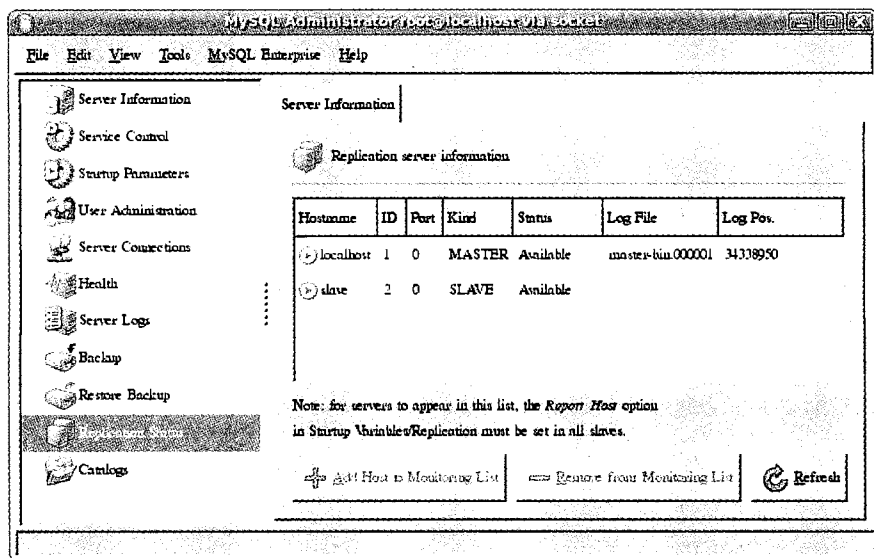 MySQL Administrator root@localhost via socket
File Edit View Tools MySQL Enterprise Help
Server Information
Service Control
Startup Parameters
User Administration
Server Connections
Health
Server Logs
Backup
Restore Backup
Replication Status
Catalogs
Server Information
Replication server information
Hostname ID Port Kind Status Log File Log Pos.
localhost 1 0 MASTER Available master-bin.000001 34338950
slave 2 0 SLAVE Available
Note: for servers to appear in this list, the Report Host option
in Startup Variables/Replication must be set in all slaves.
Add Host to Monitoring List Remove from Monitoring List Refresh